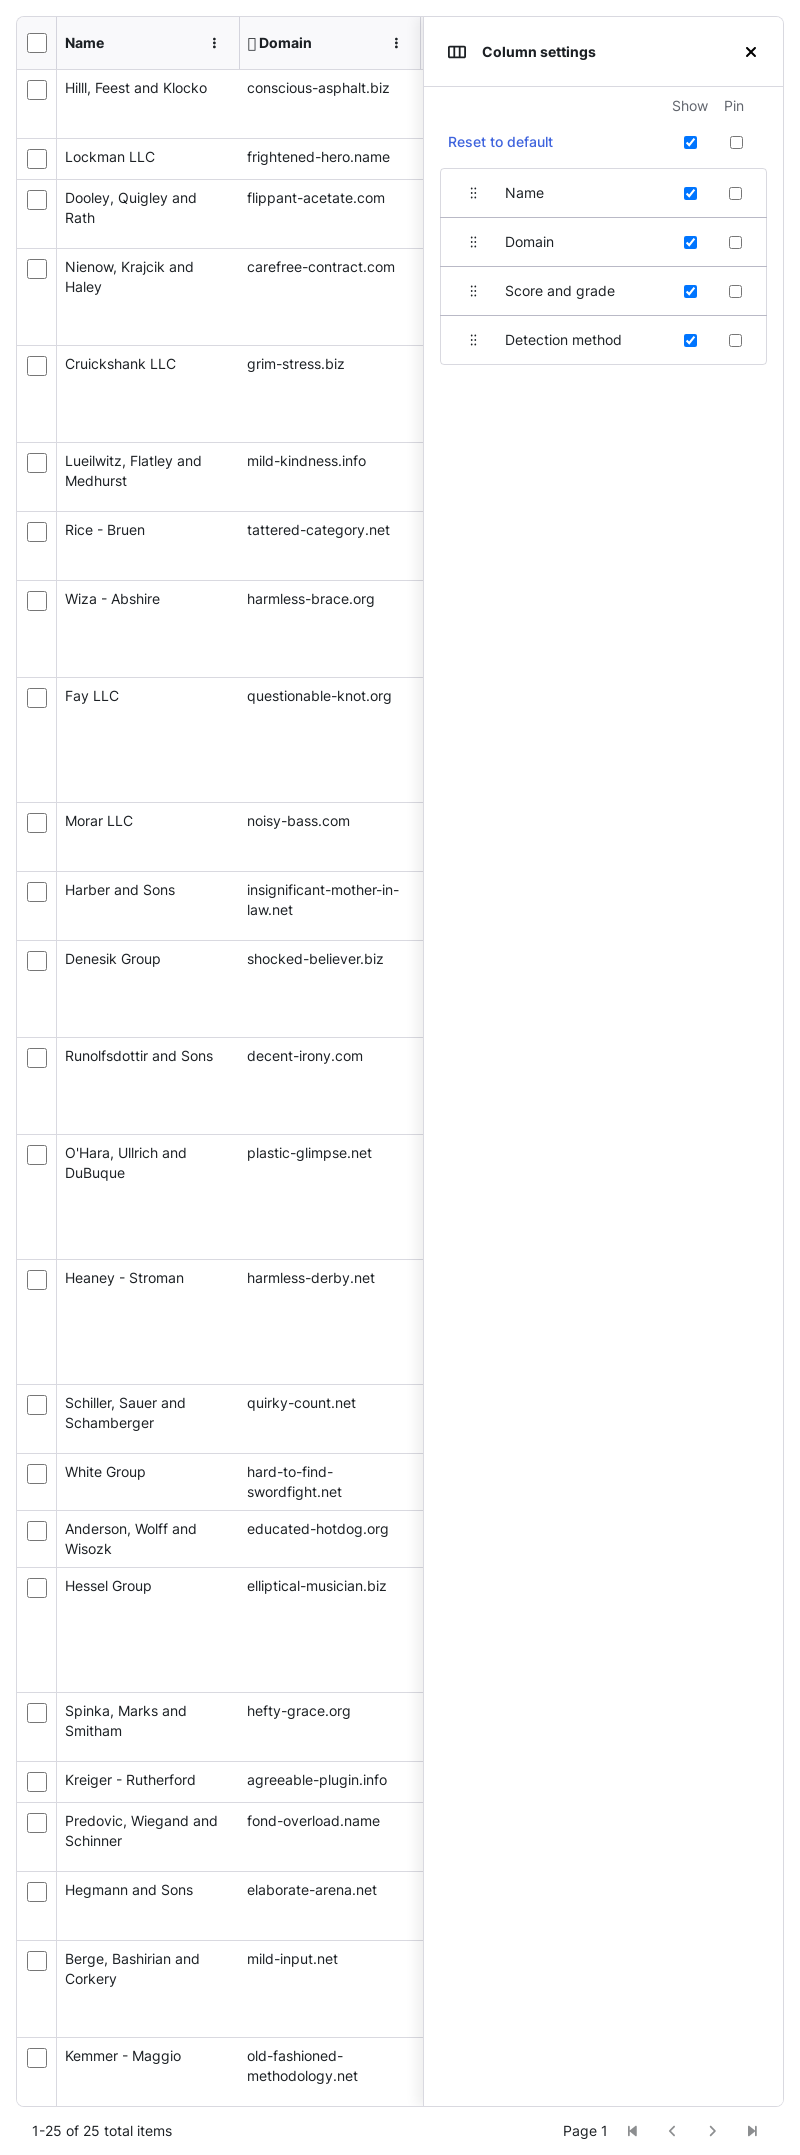 Name
Domain
Column settings
Show Pin
Reset to default
Name
Domain
Score and grade
Detection method
Hilll, Feest and Klocko
conscious-asphalt.biz
Lockman LLC
frightened-hero.name
Dooley, Quigley and
Rath
flippant-acetate.com
Nienow, Krajcik and
Haley
carefree-contract.com
Cruickshank LLC
grim-stress.biz
Lueilwitz, Flatley and
Medhurst
mild-kindness.info
Rice - Bruen
tattered-category.net
Wiza - Abshire
harmless-brace.org
Fay LLC
questionable-knot.org
Morar LLC
noisy-bass.com
Harber and Sons
insignificant-mother-in-
law.net
Denesik Group
shocked-believer.biz
Runolfsdottir and Sons
decent-irony.com
O'Hara, Ullrich and
DuBuque
plastic-glimpse.net
Heaney - Stroman
harmless-derby.net
Schiller, Sauer and
Schamberger
quirky-count.net
White Group
hard-to-find-
swordfight.net
Anderson, Wolff and
Wisozk
educated-hotdog.org
Hessel Group
elliptical-musician.biz
Spinka, Marks and
Smitham
hefty-grace.org
Kreiger - Rutherford
agreeable-plugin.info
Predovic, Wiegand and
Schinner
fond-overload.name
Hegmann and Sons
elaborate-arena.net
Berge, Bashirian and
Corkery
mild-input.net
Kemmer - Maggio
old-fashioned-
methodology.net
1-25 of 25 total items
Page 1